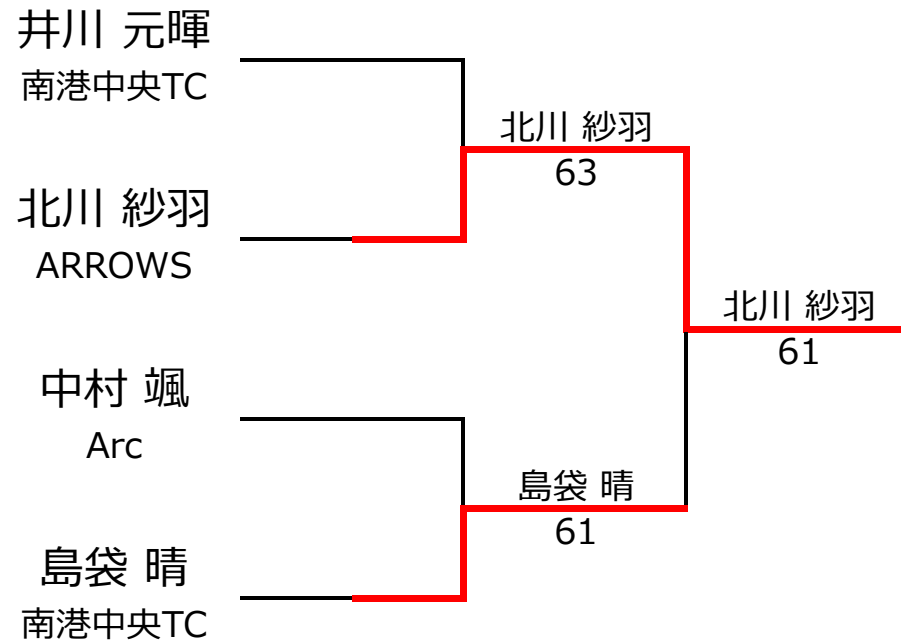 井川 元暉
南港中央TC
北川 紗羽
63
北川 紗羽
ARROWS
北川 紗羽
61
中村 颯
Arc
島袋 晴
61
島袋 晴
南港中央TC